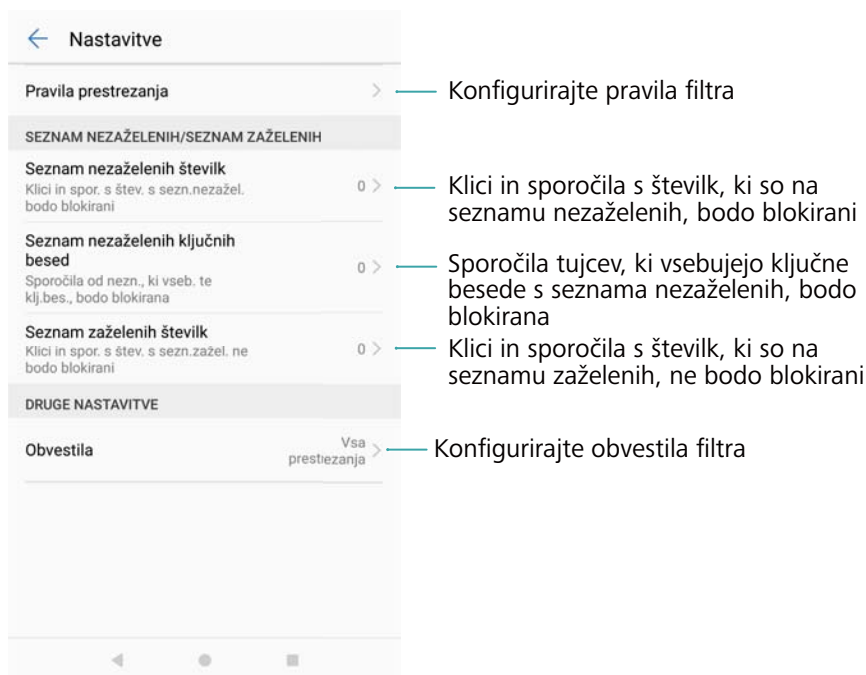 Nastavitve
Pravila prestrezanja
Konfigurirajte pravila filtra
SEZNAM NEZAŽELENIH/SEZNAM ZAŽELENIH
Seznam nezaželenih številk
Klici in spor. s štev. s sezn.nezažel.
bodo blokirani
0
Klici in sporočila s številk, ki so na
seznamu nezaželenih, bodo blokirani
Seznam nezaželenih ključnih
besed
Sporočila od nezn., ki vseb. te
klj.bes., bodo blokirana
0
Sporočila tujcev, ki vsebujejo ključne
besede s seznama nezaželenih, bodo
blokirana
Seznam zaželenih številk
Klici in spor. s štev. s sezn.zažel. ne
bodo blokirani
0
Klici in sporočila s številk, ki so na
seznamu zaželenih, ne bodo blokirani
DRUGE NASTAVITVE
Obvestila
Vsa
prestrezanja
Konfigurirajte obvestila filtra